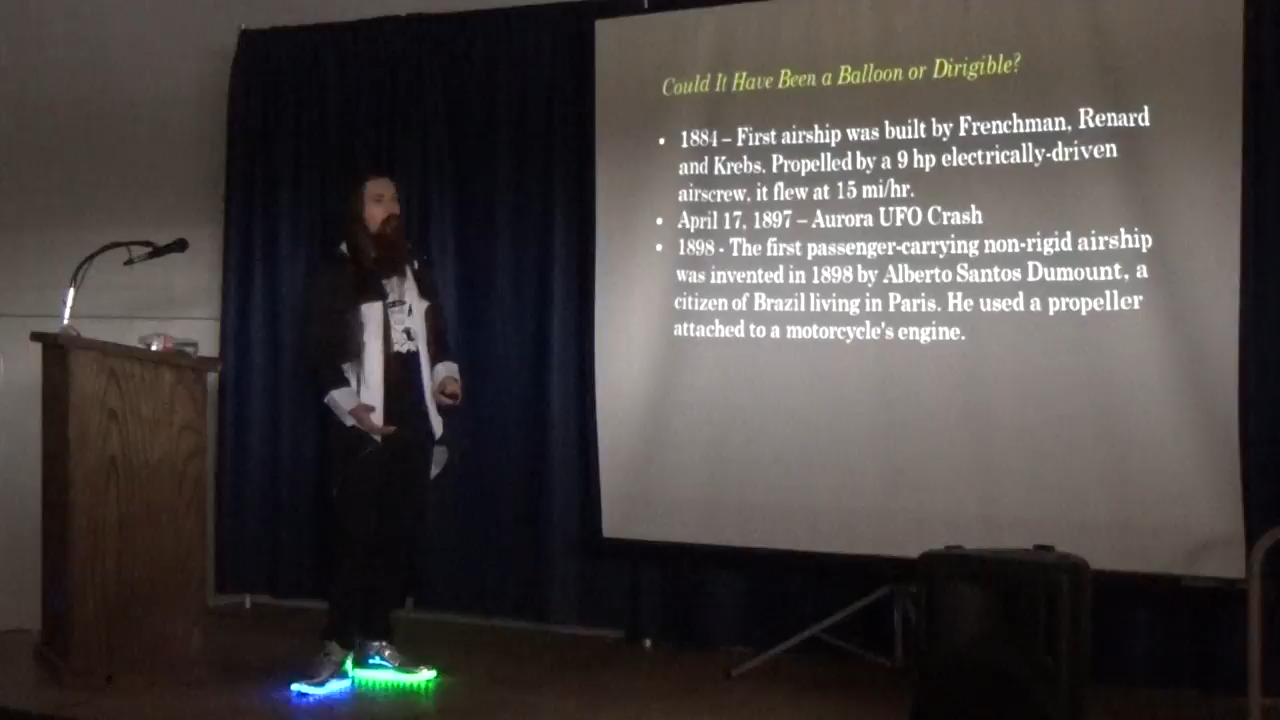 Could It Have Been a Balloon or Dirigible?
• 1884 – First airship was built by Frenchman, Renard
and Krebs. Propelled by a 9 hp electrically-driven
airscrew, it flew at 15 mi/hr.
• April 17, 1897 – Aurora UFO Crash
• 1898 - The first passenger-carrying non-rigid airship
was invented in 1898 by Alberto Santos Dumount, a
citizen of Brazil living in Paris. He used a propeller
attached to a motorcycle's engine.